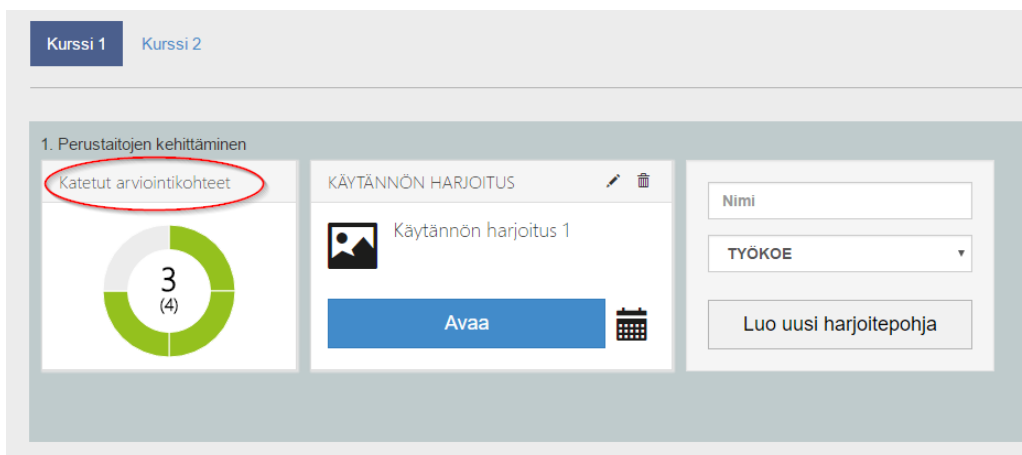 Kurssi 1
Kurssi 2
1. Perustaitojen kehittäminen
Katetut arviointikohteet
3
(4)
KÄYTÄNNÖN HARJOITUS
Käytännön harjoitus 1
Avaa
Nimi
TYÖKOE
Luo uusi harjoitepohja